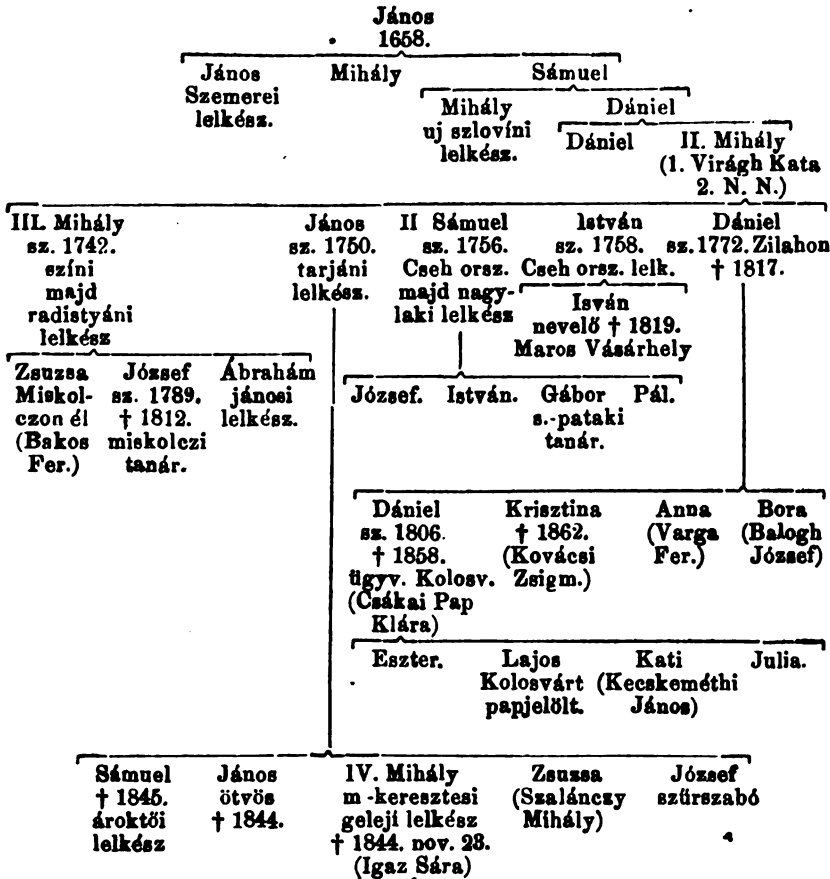 János
1658.
János Mihály Sámuel
Szemerei
lelkész.
Mihály Dániel
uj szlovíni
lelkész.
Dániel II. Mihály
(1. Virágh Kata
2. N. N.)
IIL Mihály János II Sámuel István Dániel
sz. 1742. sz. 1750. sz. 1756. sz. 1758. sz. 1772. Zilahon
színi tarjáni Cseh orsz. Cseh orsz. lelk. † 1817.
majd lelkész. majd nagy-
radistyáni laki lelkész
lelkész
Isván
nevelő † 1819.
Maros Vásárhely
Zsuzsa József Ábrahám
Miskol- sz. 1789. jánosi
czon él † 1812. lelkész.
(Bakos miskolczi
Fer.) tanár.
József. István. Gábor Pál.
s.-pataki
tanár.
Dániel Krisztina Anna Bora
sz. 1806. † 1862. (Varga (Balogh
† 1858. (Kovácsi Fer.) József)
ügyv. Kolosv. Zsigm.)
(Csákai Pap
Klára)
Eszter. Lajos Kati Julia.
Kolosvárt (Kecskeméthi
papjelölt. János)
Sámuel János IV. Mihály Zsuzsa József
† 1845. ötvös m-keresztesi (Szalánczy szűrszabó
ároktői † 1844. geleji lelkész Mihály)
lelkész † 1844. nov. 23.
(Igaz Sára)